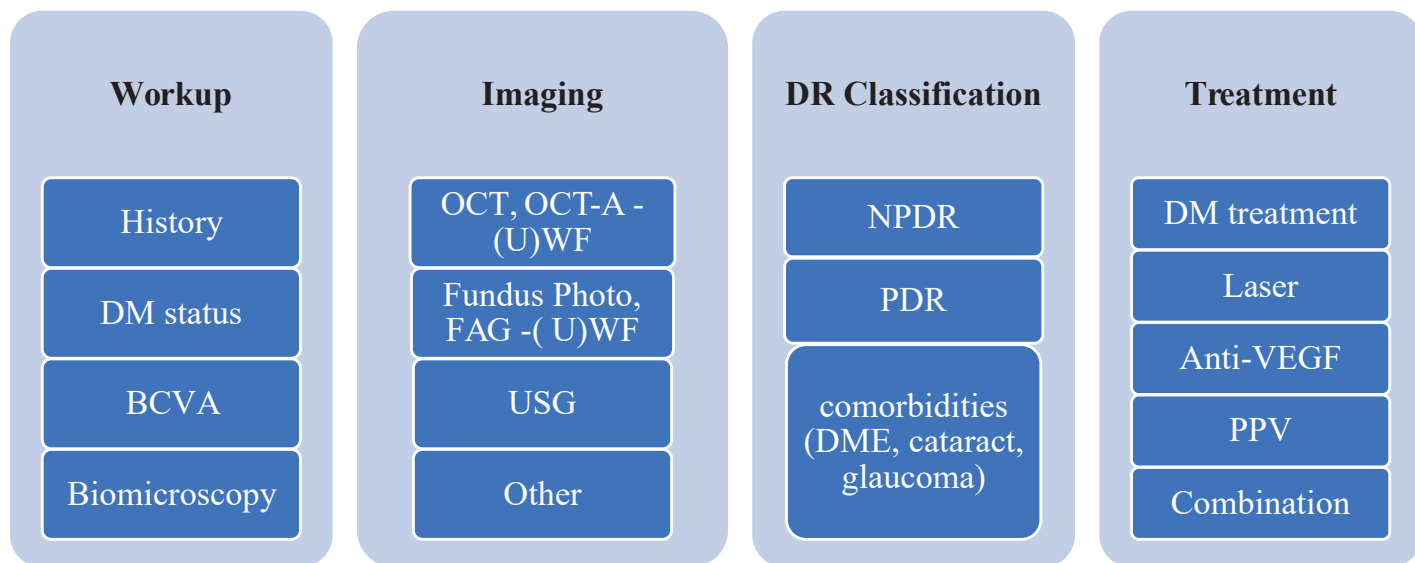 Workup
History
DM status
BCVA
Biomicroscopy
Imaging
OCT, OCT-A -
(U)WF
Fundus Photo,
FAG -( U)WF
USG
Other
DR Classification
NPDR
PDR
comorbidities
(DME, cataract,
glaucoma)
Treatment
DM treatment
Laser
Anti-VEGF
PPV
Combination